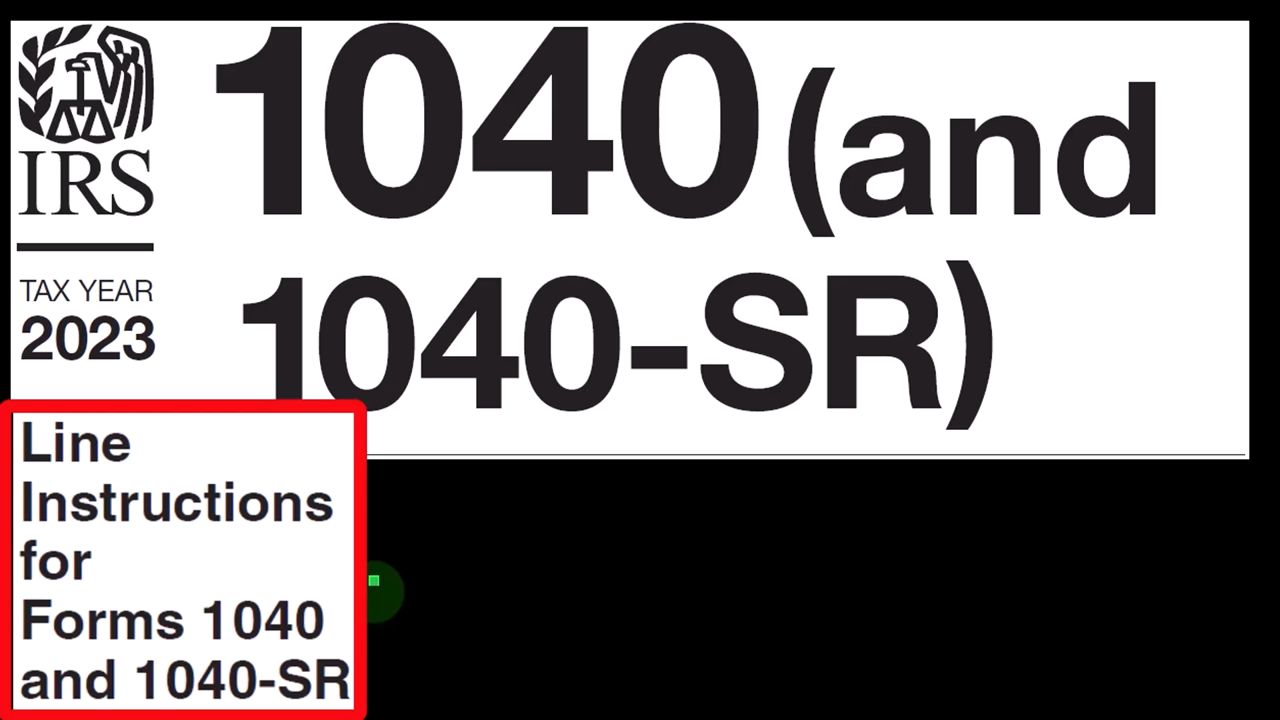 IRS
TAX YEAR
2023
1040 (and
1040-SR)
Line
Instructions
for
Forms 1040
and 1040-SR